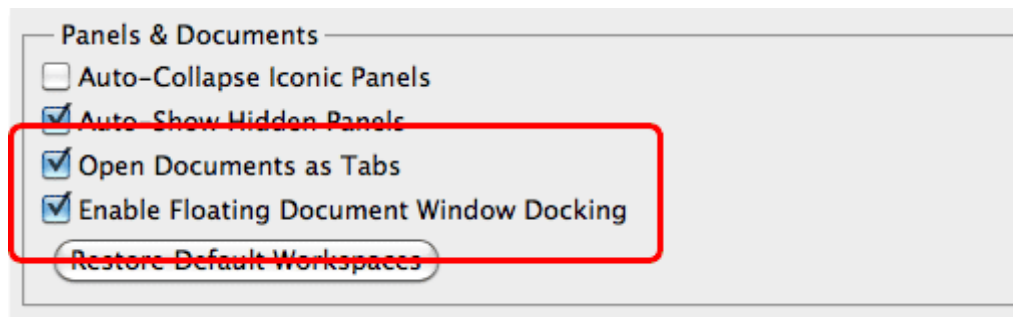 Panels & Documents
Auto-Collapse Iconic Panels
Auto-Show Hidden Panels
Open Documents as Tabs
Enable Floating Document Window Docking
Restore Default Workspaces